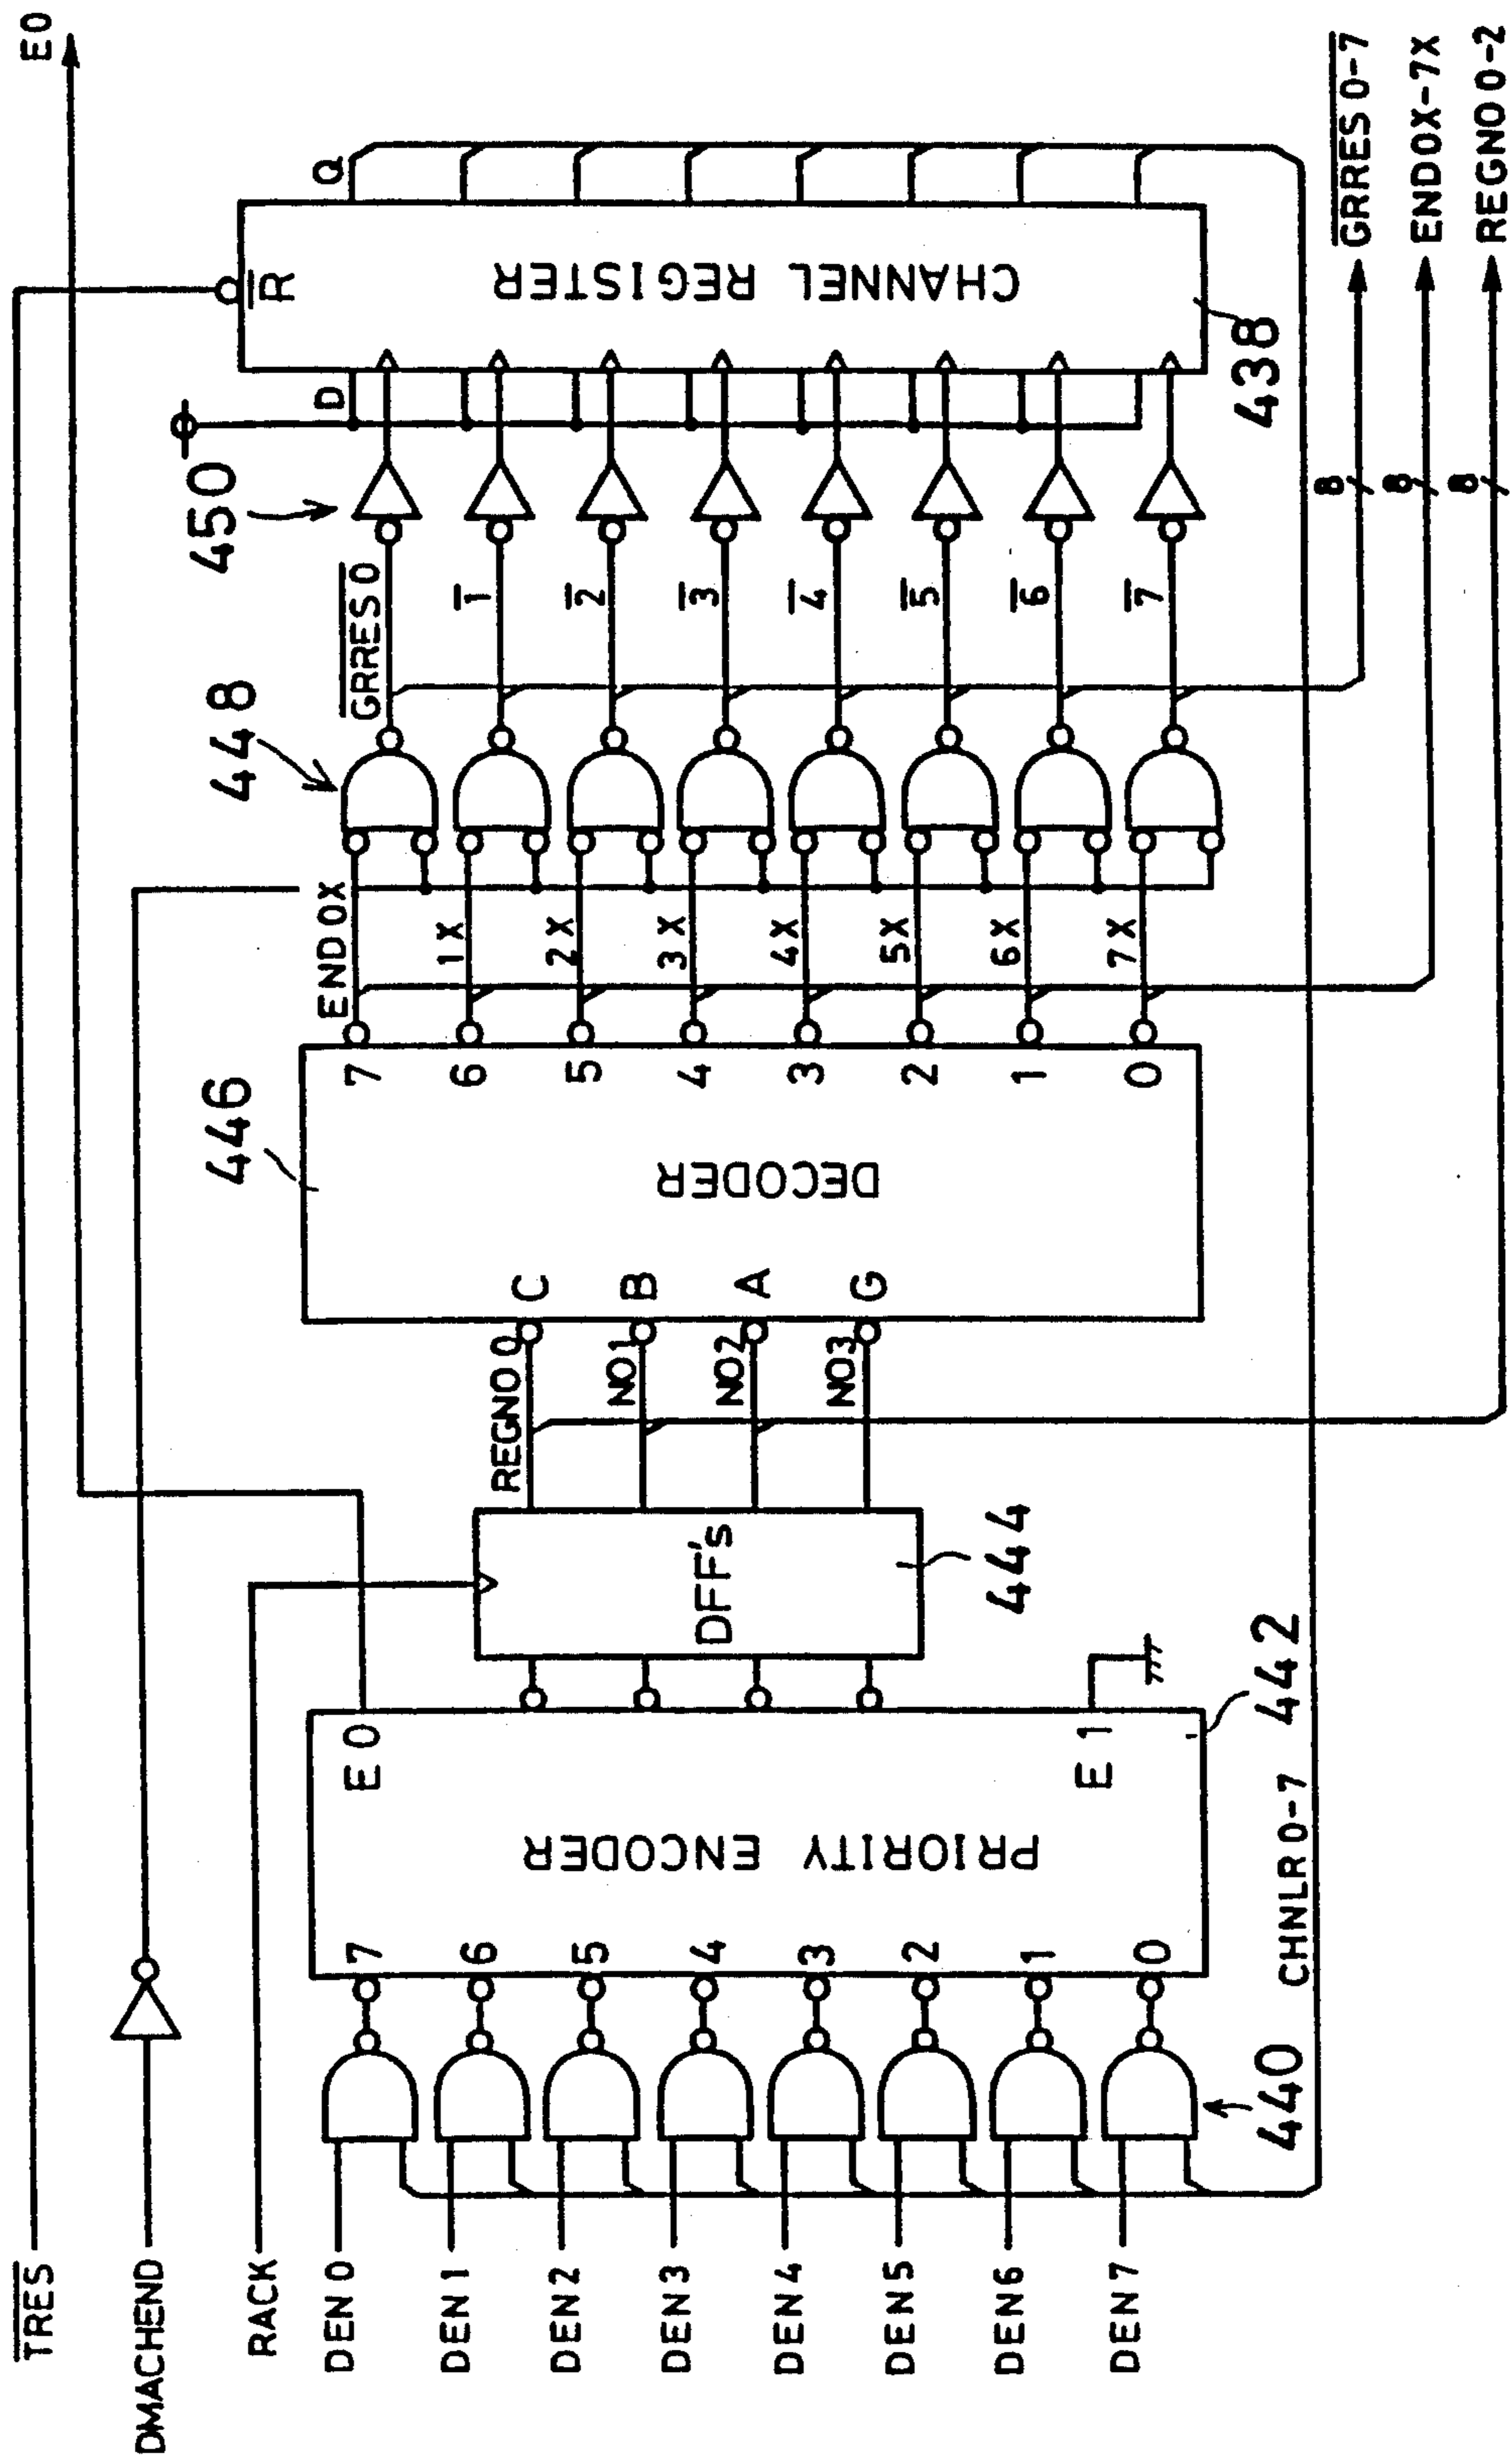 TRES
DMACHEND
RACK
DEN 0
DEN 1
DEN 2
DEN 3
DEN 4
DEN 5
DEN 6
DEN 7
440
7
6
5
4
3
2
1
0
PRIORITY ENCODER
E 0
E 1
442
CHNLR 0-7
DFF's
444
REGNO 0
NO1
NO2
NO3
C
B
A
G
DECODER
446
7
6
5
4
3
2
1
0
END 0X
1X
2X
3X
4X
5X
6X
7X
448
GRRES 0
1
2
3
4
5
6
7
450
D
R
Q
CHANNEL REGISTER
438
8
8
8
E0
GRRES 0-7
END0X-7X
REGNO 0-2